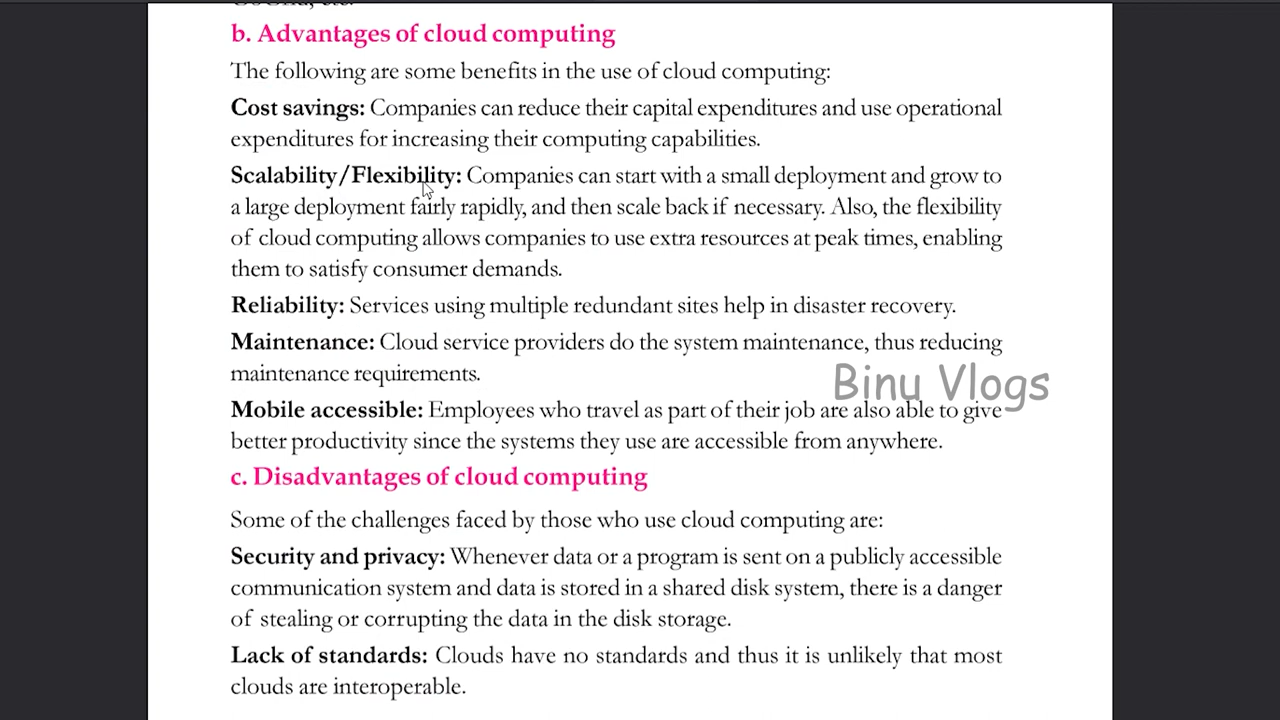 b. Advantages of cloud computing
The following are some benefits in the use of cloud computing:
Cost savings: Companies can reduce their capital expenditures and use operational
expenditures for increasing their computing capabilities.
Scalability/Flexibility: Companies can start with a small deployment and grow to
a large deployment fairly rapidly, and then scale back if necessary. Also, the flexibility
of cloud computing allows companies to use extra resources at peak times, enabling
them to satisfy consumer demands.
Reliability: Services using multiple redundant sites help in disaster recovery.
Maintenance: Cloud service providers do the system maintenance, thus reducing
maintenance requirements.
Binu Vlogs
Mobile accessible: Employees who travel as part of their job are also able to give
better productivity since the systems they use are accessible from anywhere.
c. Disadvantages of cloud computing
Some of the challenges faced by those who use cloud computing are:
Security and privacy: Whenever data or a program is sent on a publicly accessible
communication system and data is stored in a shared disk system, there is a danger
of stealing or corrupting the data in the disk storage.
Lack of standards: Clouds have no standards and thus it is unlikely that most
clouds are interoperable.